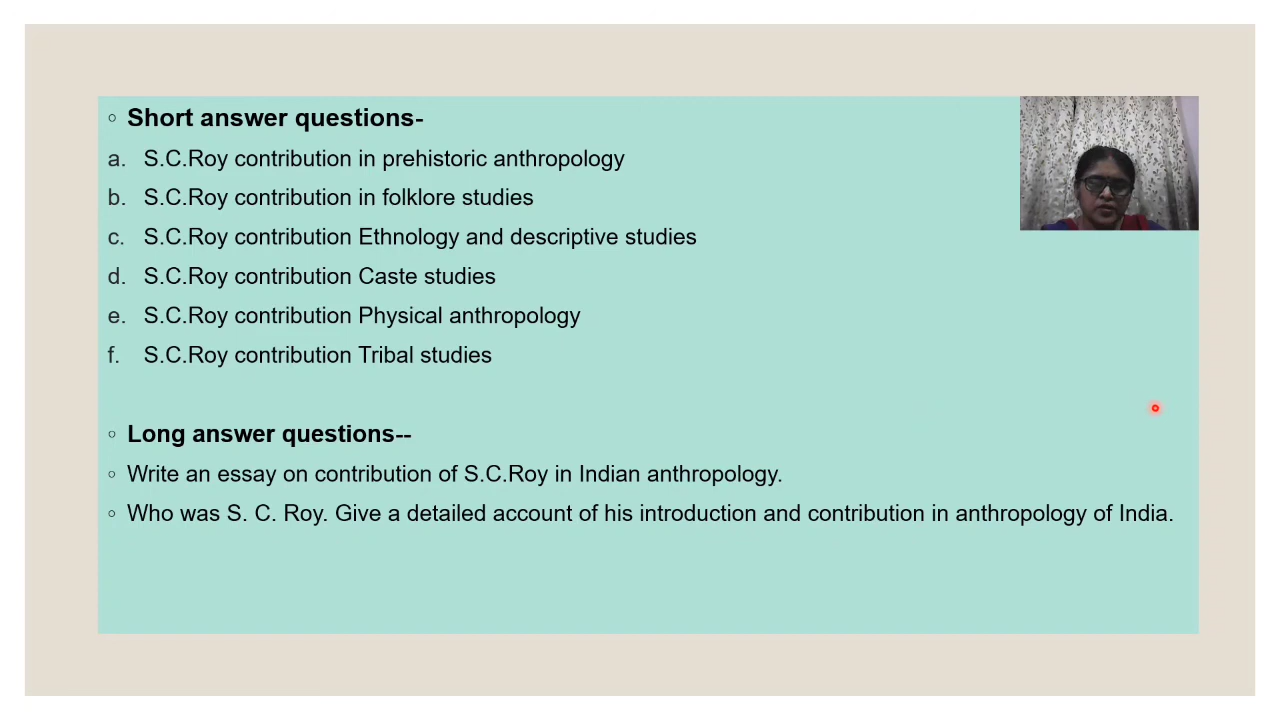 ◦ Short answer questions-
a. S.C.Roy contribution in prehistoric anthropology
b. S.C.Roy contribution in folklore studies
c. S.C.Roy contribution Ethnology and descriptive studies
d. S.C.Roy contribution Caste studies
e. S.C.Roy contribution Physical anthropology
f. S.C.Roy contribution Tribal studies
◦ Long answer questions--
◦ Write an essay on contribution of S.C.Roy in Indian anthropology.
◦ Who was S. C. Roy. Give a detailed account of his introduction and contribution in anthropology of India.